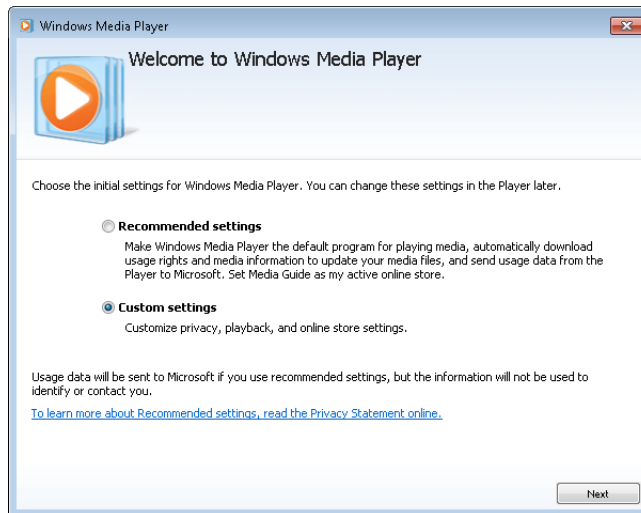 Windows Media Player
Welcome to Windows Media Player
Choose the initial settings for Windows Media Player. You can change these settings in the Player later.
Recommended settings
Make Windows Media Player the default program for playing media, automatically download
usage rights and media information to update your media files, and send usage data from the
Player to Microsoft. Set Media Guide as my active online store.
Custom settings
Customize privacy, playback, and online store settings.
Usage data will be sent to Microsoft if you use recommended settings, but the information will not be used to
identify or contact you.
To learn more about Recommended settings, read the Privacy Statement online.
Next